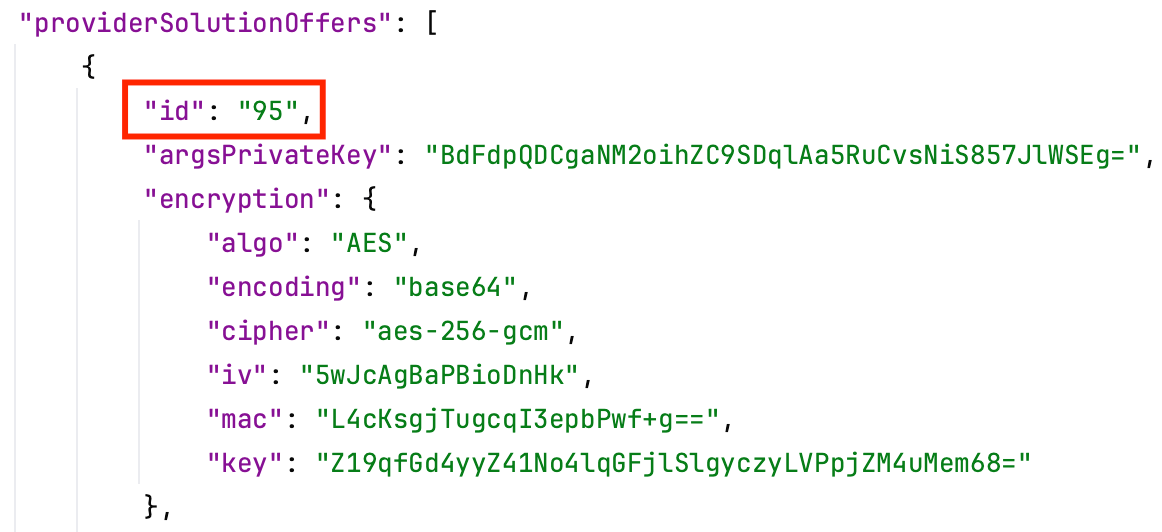 "providerSolutionOffers": [
{
"id": "95",
"argsPrivateKey": "BdFdpQDCgaNM2oihZC9SDqlAa5RuCvsNiS857JlWSEg=",
"encryption": {
"algo": "AES",
"encoding": "base64",
"cipher": "aes-256-gcm",
"iv": "5wJcAgBaPBioDnHk",
"mac": "L4cKsgjTugcqI3epbPwf+g==",
"key": "Z19qfGd4yyZ41No4lqGFjlSlgyczyLVPpjZM4uMem68="
},